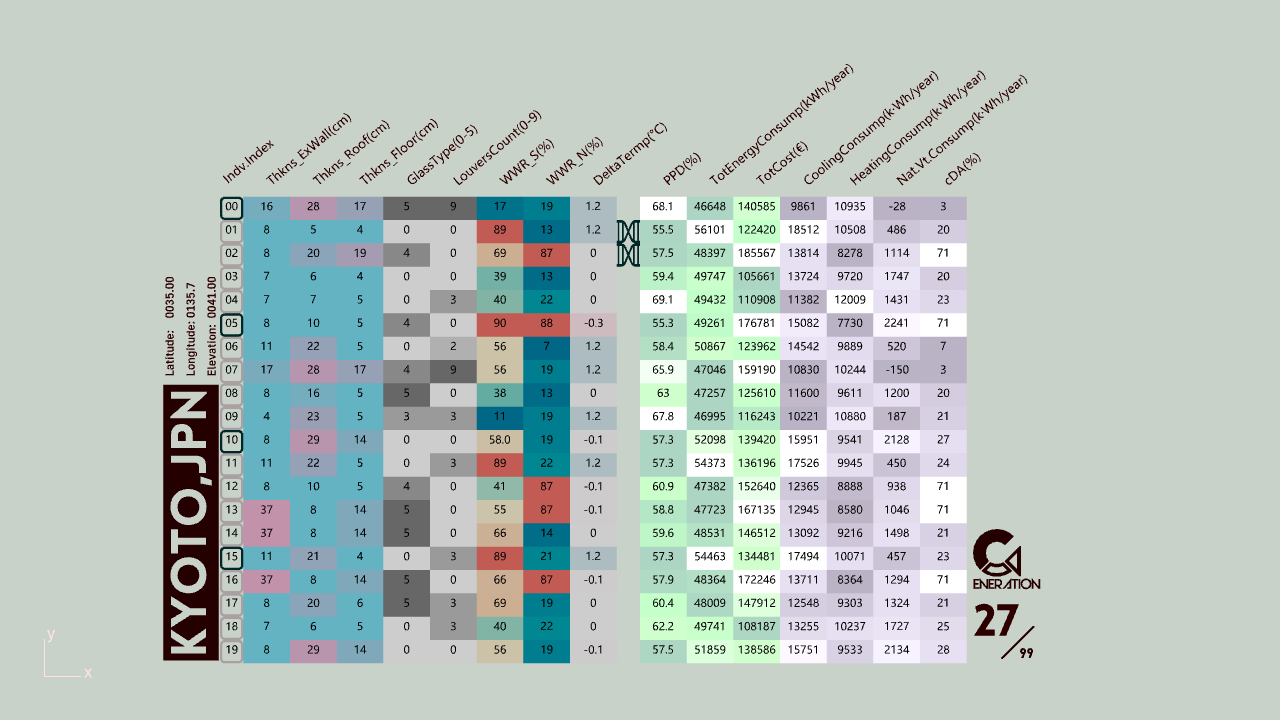 Indv.Index Thkns_ExWall(cm) Thkns_Roof(cm) Thkns_Floor(cm) GlassType(0-5) LouversCount(0-9) WWR_S(%) WWR_N(%) DeltaTermp(°C) PPD(%) TotEnergyConsump(kWh/year) TotCost(€) CoolingConsump(k·Wh/year) HeatingConsump(k·Wh/year) Nat.Vt.Consump(k·Wh/year) cDA(%)
00 16 28 17 5 9 17 19 1.2 68.1 46648 140585 9861 10935 -28 3
01 8 5 4 0 0 89 13 1.2 55.5 56101 122420 18512 10508 486 20
02 8 20 19 4 0 69 87 0 57.5 48397 185567 13814 8278 1114 71
03 7 6 4 0 0 39 13 0 59.4 49747 105661 13724 9720 1747 20
04 7 7 5 0 3 40 22 0 69.1 49432 110908 11382 12009 1431 23
05 8 10 5 4 0 90 88 -0.3 55.3 49261 176781 15082 7730 2241 71
06 11 22 5 0 2 56 7 1.2 58.4 50867 123962 14542 9889 520 7
07 17 28 17 4 9 56 19 1.2 65.9 47046 159190 10830 10244 -150 3
08 8 16 5 5 0 38 13 0 63 47257 125610 11600 9611 1200 20
09 4 23 5 3 3 11 19 1.2 67.8 46995 116243 10221 10880 187 21
10 8 29 14 0 0 58.0 19 -0.1 57.3 52098 139420 15951 9541 2124 27
11 11 22 5 0 3 89 22 1.2 57.3 54373 136196 17526 9945 450 24
12 8 10 5 4 0 41 87 -0.1 60.9 47382 152640 12365 8888 938 71
13 37 8 14 5 0 55 87 -0.1 58.8 47723 167135 12945 8580 1046 71
14 37 8 14 5 0 66 14 0 59.6 48531 146512 13092 9216 1498 21
15 11 21 4 0 3 89 21 1.2 57.3 54463 134481 17494 10071 457 23
16 37 8 14 5 0 66 87 -0.1 57.9 48364 172246 13711 8364 1294 71
17 8 20 6 5 3 69 19 0 60.4 48009 147912 12548 9303 1324 21
18 7 6 5 0 3 40 22 0 62.2 49741 108187 13255 10237 1727 25
19 8 29 14 0 0 56 19 -0.1 57.5 51859 138586 15751 9533 2134 28
Latitude: 0035.00
Longitude: 0135.7
Elevation: 0041.00
KYOTO,JPN
G
ENERATION
27/99
y
x